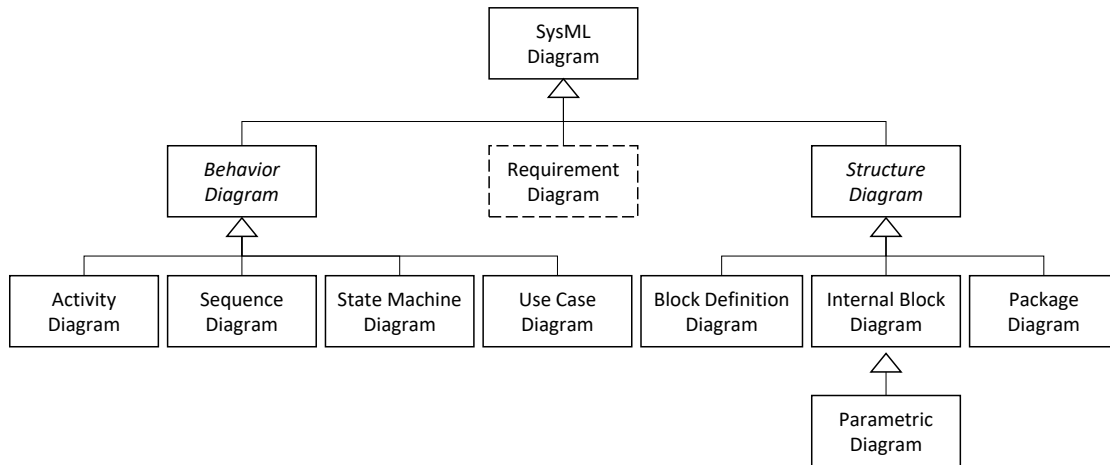 SysML
Diagram
Behavior
Diagram
Requirement
Diagram
Structure
Diagram
Activity
Diagram
Sequence
Diagram
State Machine
Diagram
Use Case
Diagram
Block Definition
Diagram
Internal Block
Diagram
Package
Diagram
Parametric
Diagram